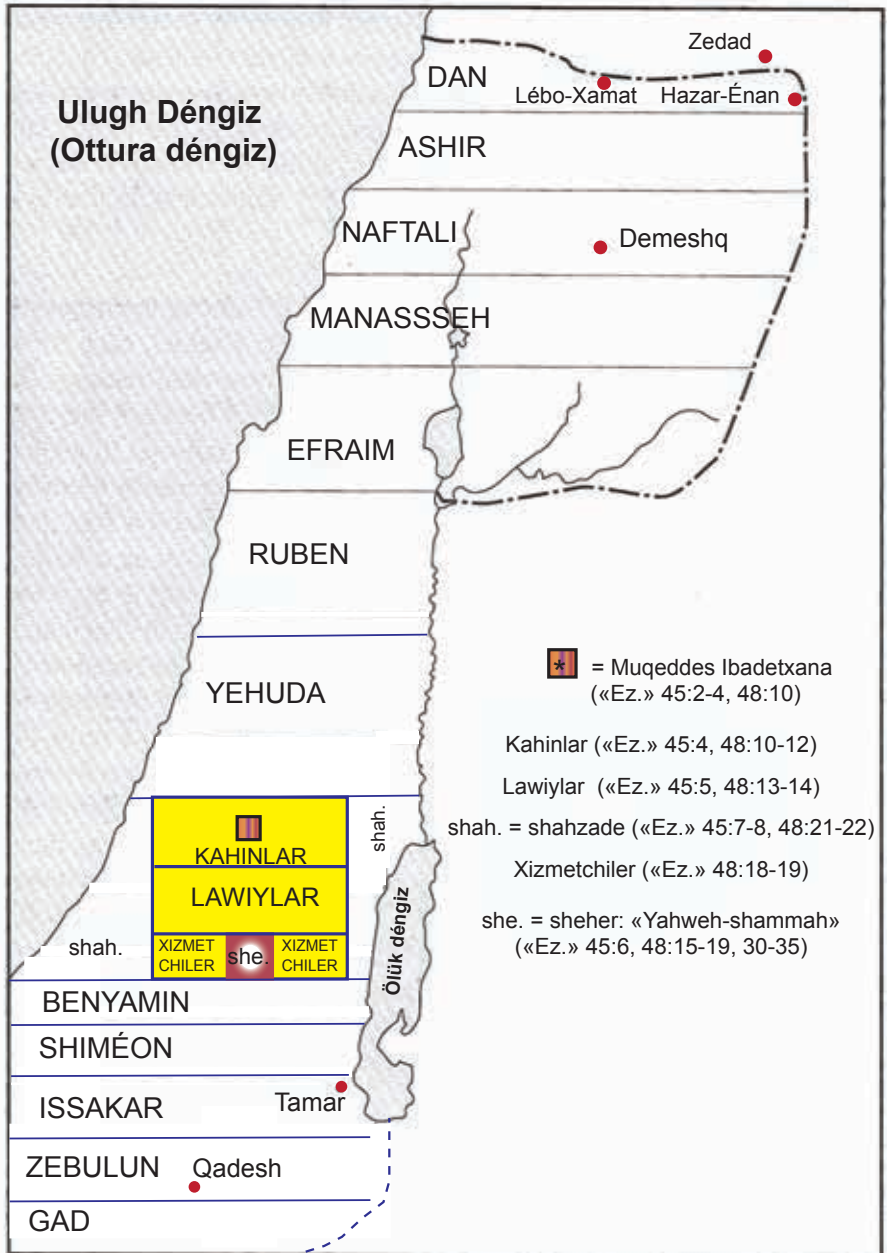 Zedad
DAN
Lébo-Xamat
Hazar-Énan
Ulugh Déngiz
(Ottura déngiz)
ASHIR
NAFTALI
Demeshq
MANASSSEH
EFRAIM
RUBEN
YEHUDA
* = Muqeddes Ibadetxana
(«Ez.» 45:2-4, 48:10)
Kahinlar («Ez.» 45:4, 48:10-12)
Lawiylar («Ez.» 45:5, 48:13-14)
shah. = shahzade («Ez.» 45:7-8, 48:21-22)
Xizmetchiler («Ez.» 48:18-19)
she. = sheher: «Yahweh-shammah»
(«Ez.» 45:6, 48:15-19, 30-35)
shah.
KAHINLAR
LAWIYLAR
shah.
XIZMET
CHILER
she.
XIZMET
CHILER
Ölük déngiz
BENYAMIN
SHIMÉON
ISSAKAR
Tamar
ZEBULUN
Qadesh
GAD